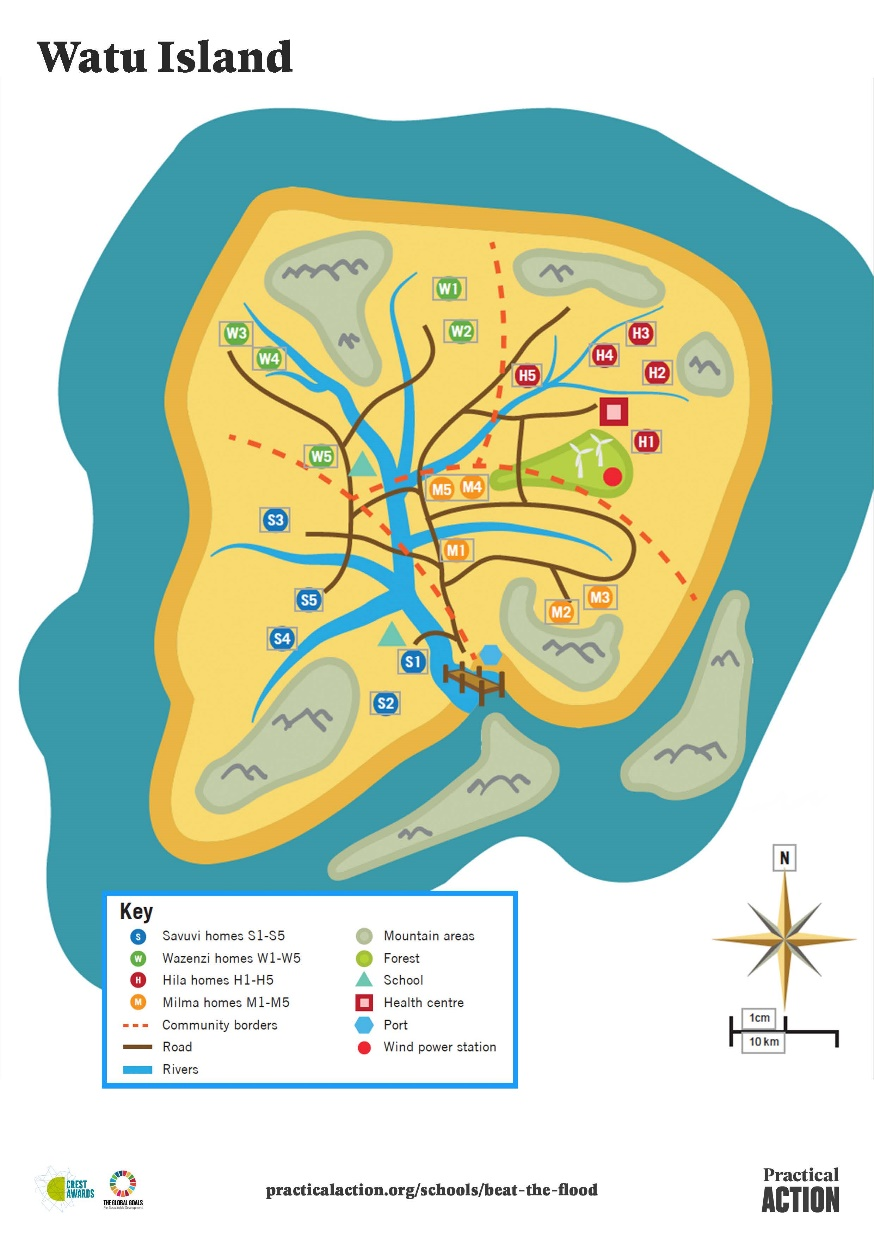 Watu Island
W1
W2
W3
W4
W5
H3
H4
H5
H2
H1
M5
M4
S3
M1
S5
M3
M2
S4
S1
S2
N
Key
S Savuvi homes S1-S5
W Wazenzi homes W1-W5
H Hila homes H1-H5
M Milma homes M1-M5
Community borders
Road
Rivers
Mountain areas
Forest
School
Health centre
Port
Wind power station
1cm
10 km
CREST
AWARDS
THE GLOBAL GOALS
practicalaction.org/schools/beat-the-flood
Practical
ACTION